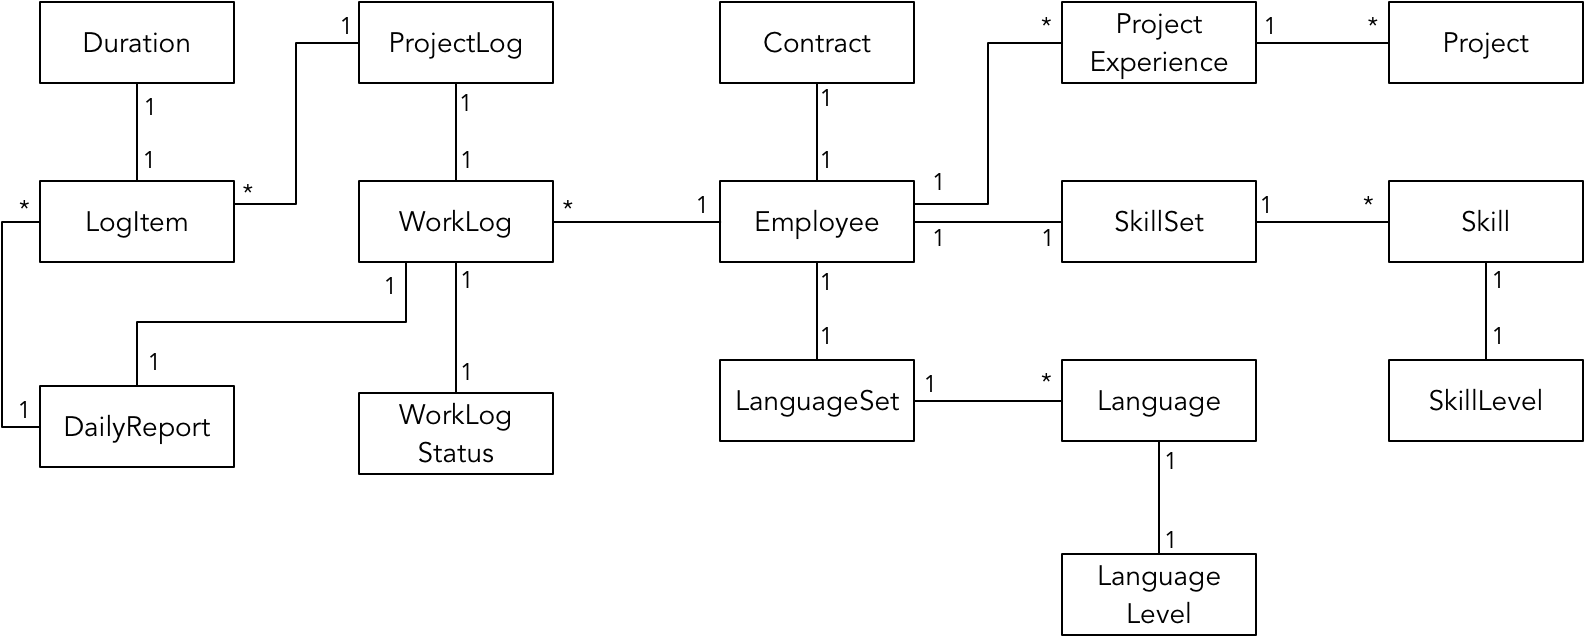 Duration
1
1
ProjectLog
1
1
Contract
1
1
*
Project
Experience
1
*
Project
*
LogItem
*
WorkLog
*
1
Employee
1
1
1
SkillSet
1
*
Skill
1
1
1
1
1
1
1
1
DailyReport
1
WorkLog
Status
LanguageSet
1
*
Language
SkillLevel
1
1
Language
Level